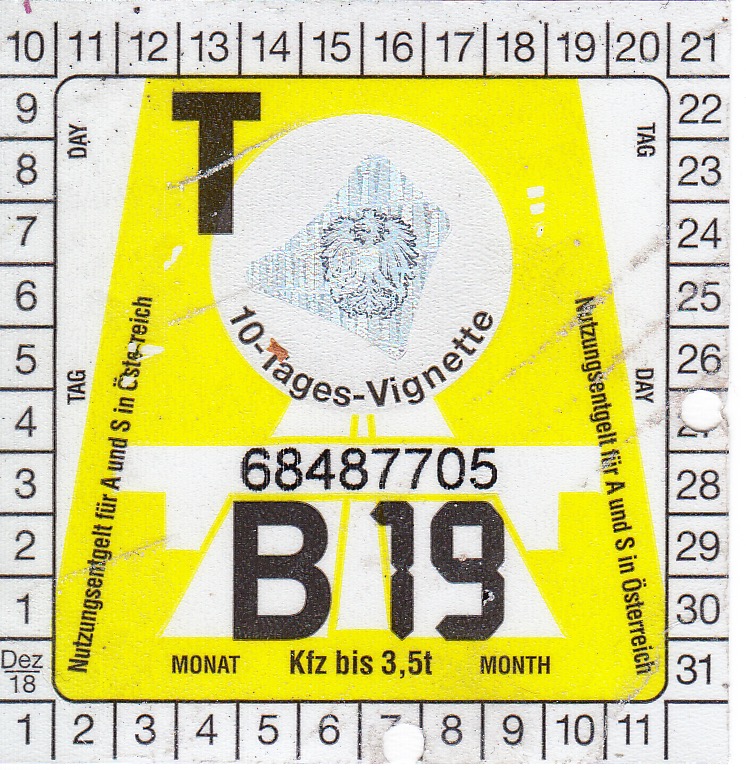 10 11 12 13 14 15 16 17 18 19 20 21
9 DAY TAG 22
T
8 23
7 24
6 25
10-Tages-Vignette
5 TAG DAY 26
4
Nutzungsentgelt für A und S in Österreich
Nutzungsentgelt für A und S in Österreich
68487705
3 28
B 19
2 29
1 30
Dez
18
MONAT Kfz bis 3,5t MONTH
31
1 2 3 4 5 6 7 8 9 10 11